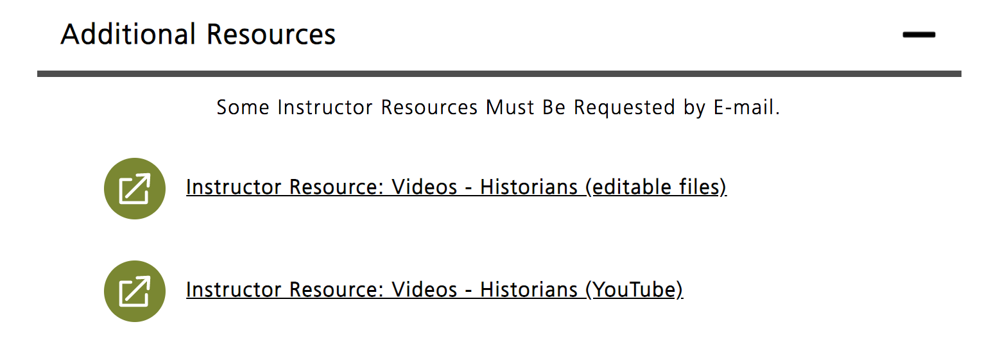 Additional Resources
Some Instructor Resources Must Be Requested by E-mail.
Instructor Resource: Videos - Historians (editable files)
Instructor Resource: Videos - Historians (YouTube)